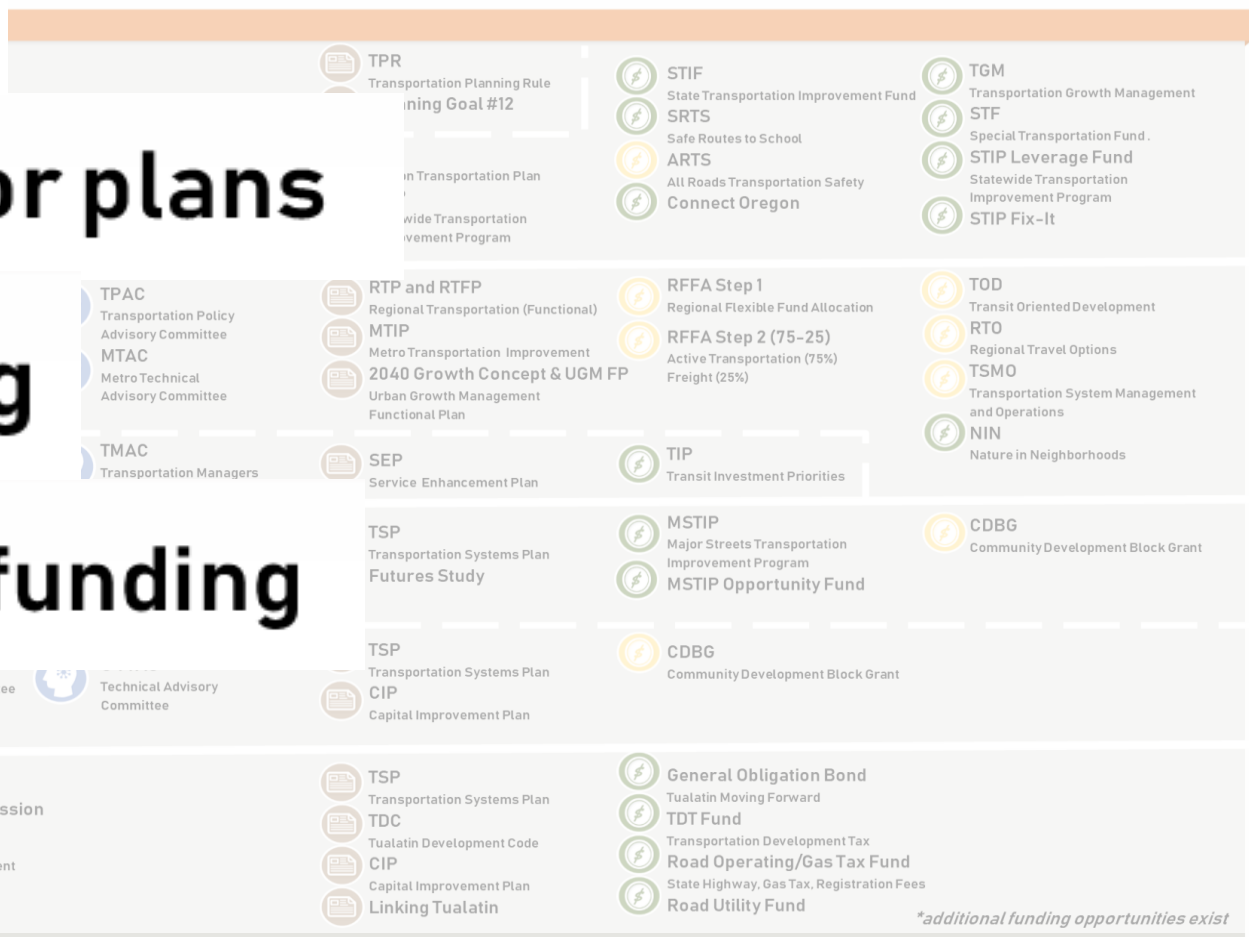 TPR
Transportation Planning Rule
ning Goal #12
or plans
n Transportation Plan
wide Transportation
vement Program
STIF
State Transportation Improvement Fund
SRTS
Safe Routes to School
ARTS
All Roads Transportation Safety
Connect Oregon
TGM
Transportation Growth Management
STF
Special Transportation Fund .
STIP Leverage Fund
Statewide Transportation
Improvement Program
STIP Fix-It
g
TPAC
Transportation Policy
Advisory Committee
MTAC
Metro Technical
Advisory Committee
RTP and RTFP
Regional Transportation (Functional)
MTIP
Metro Transportation Improvement
2040 Growth Concept & UGM FP
Urban Growth Management
Functional Plan
RFFA Step 1
Regional Flexible Fund Allocation
RFFA Step 2 (75-25)
Active Transportation (75%)
Freight (25%)
TOD
Transit Oriented Development
RTO
Regional Travel Options
TSMO
Transportation System Management
and Operations
NIN
Nature in Neighborhoods
TMAC
Transportation Managers
SEP
Service Enhancement Plan
TIP
Transit Investment Priorities
funding
TSP
Transportation Systems Plan
Futures Study
MSTIP
Major Streets Transportation
Improvement Program
MSTIP Opportunity Fund
CDBG
Community Development Block Grant
ee
Technical Advisory
Committee
TSP
Transportation Systems Plan
CIP
Capital Improvement Plan
CDBG
Community Development Block Grant
ssion
nt
TSP
Transportation Systems Plan
TDC
Tualatin Development Code
CIP
Capital Improvement Plan
Linking Tualatin
General Obligation Bond
Tualatin Moving Forward
TDT Fund
Transportation Development Tax
Road Operating/Gas Tax Fund
State Highway, Gas Tax, Registration Fees
Road Utility Fund
*additional funding opportunities exist